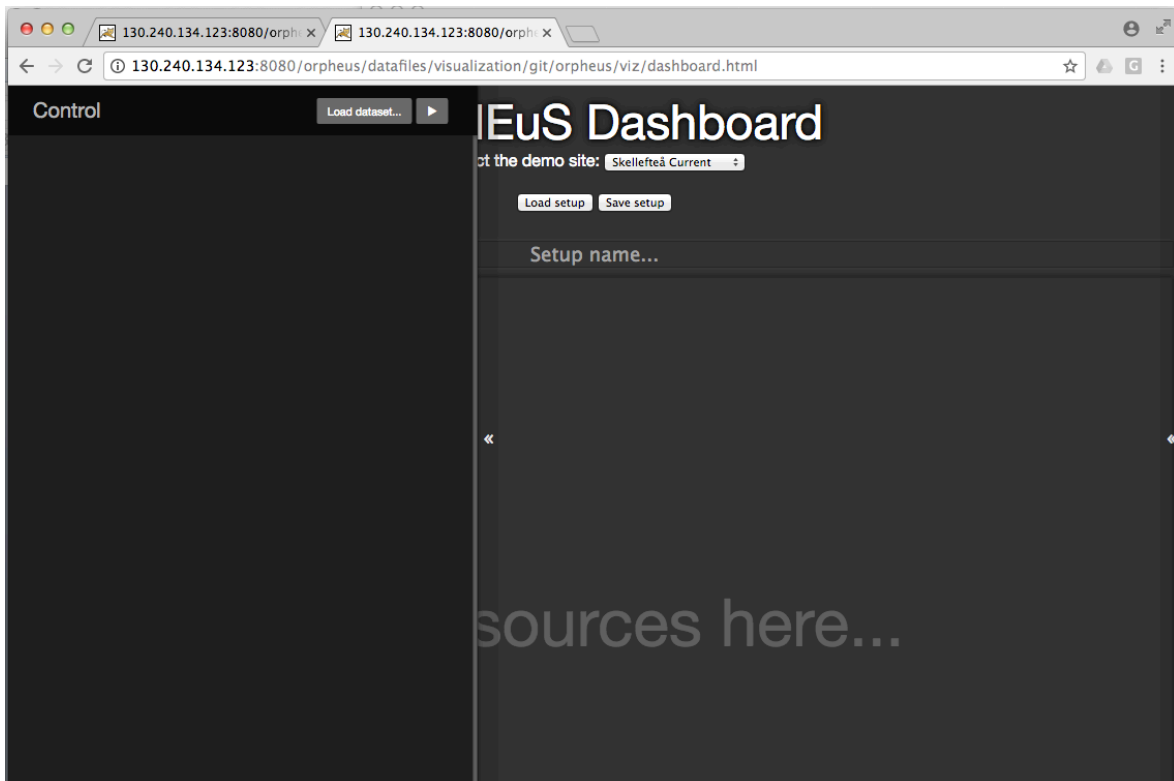 130.240.134.123:8080/orph
130.240.134.123:8080/orphe
130.240.134.123:8080/orpheus/datafiles/visualization/git/orpheus/viz/dashboard.html
G
Control
Load dataset...
EuS Dashboard
ct the demo site:
Skellefteå Current
Load setup
Save setup
Setup name...
«
«
sources here...